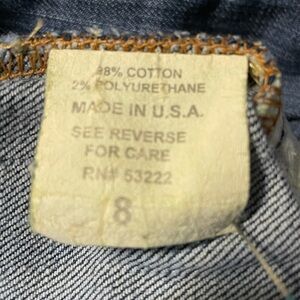 98% COTTON
2% POLYURETHANE
MADE IN U.S.A.
SEE REVERSE
FOR CARE
RN# 53222
8